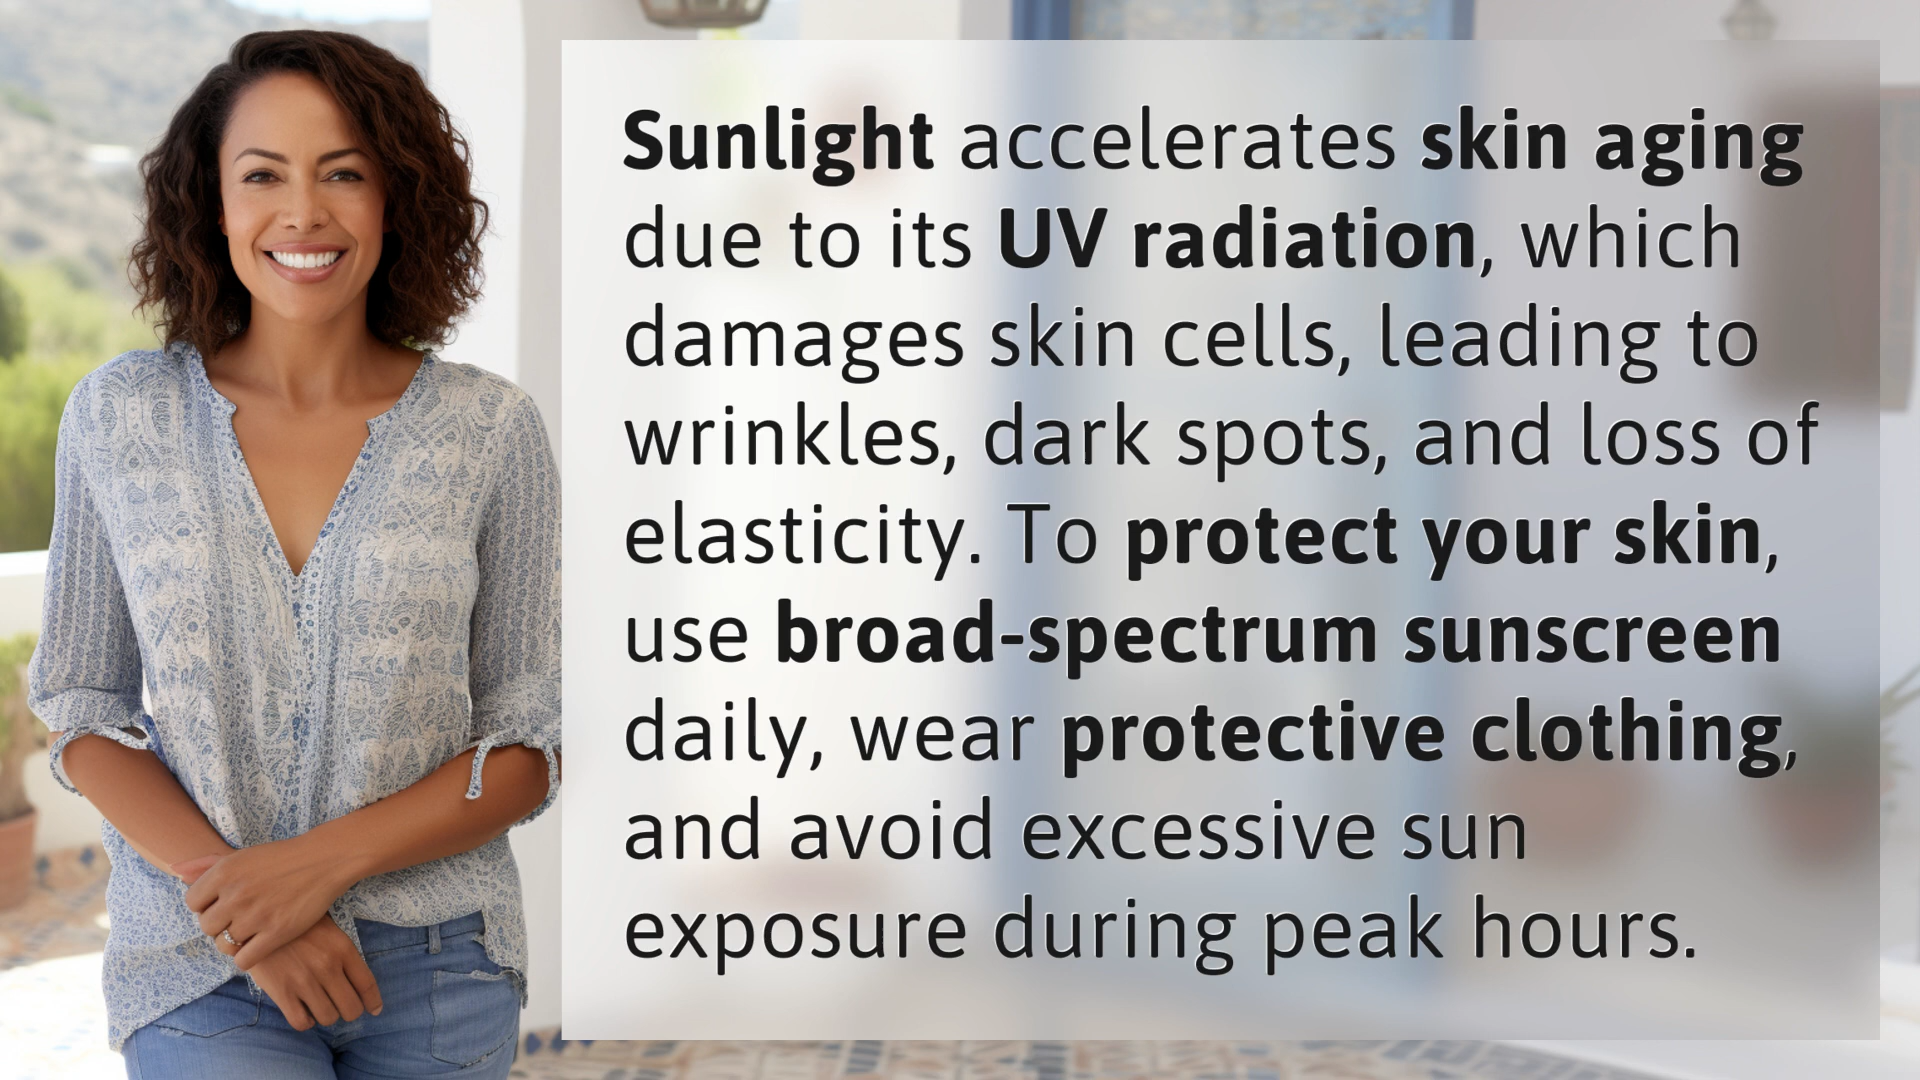 Sunlight accelerates skin aging
due to its UV radiation, which
damages skin cells, leading to
wrinkles, dark spots, and loss of
elasticity. To protect your skin,
use broad-spectrum sunscreen
daily, wear protective clothing,
and avoid excessive sun
exposure during peak hours.